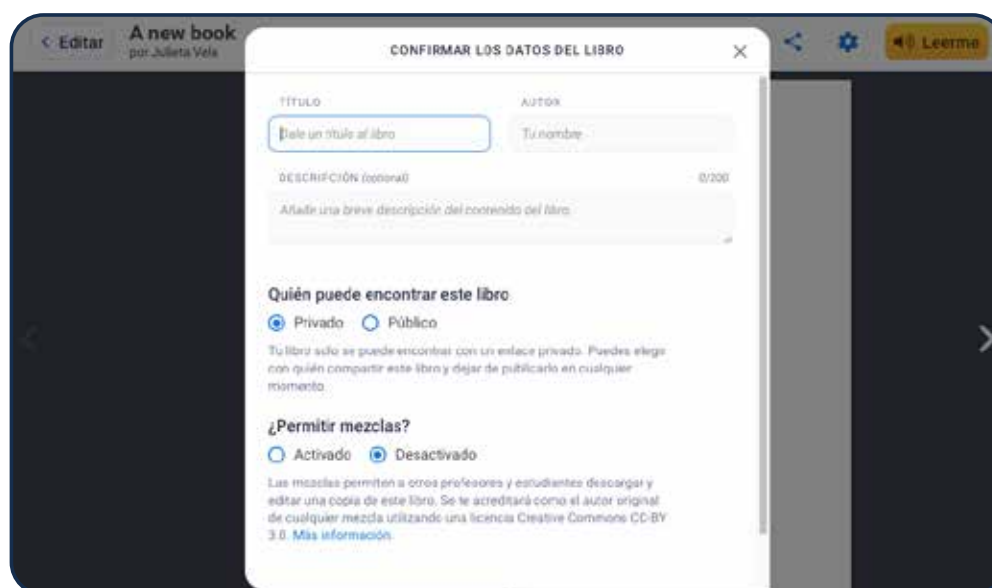 Editar
A new book
por Julieta Vela
CONFIRMAR LOS DATOS DEL LIBRO
Leerme
TÍTULO
AUTOR
Dale un título al libro
Tu nombre
DESCRIPCIÓN (optional)
0/200
Añade una breve descripción del contenido del libro
Quién puede encontrar este libro
Privado
Público
Tu libro solo se puede encontrar con un enlace privado. Puedes elegir
con quién compartir este libro y dejar de publicarlo en cualquier
momento.
¿Permitir mezclas?
Activado
Desactivado
Las mezclas permiten a otros profesores y estudiantes descargar y
editar una copia de este libro. Se te acreditará como el autor original
de cualquier mezcla utilizando una licencia Creative Commons CC-BY
3.0. Más información.